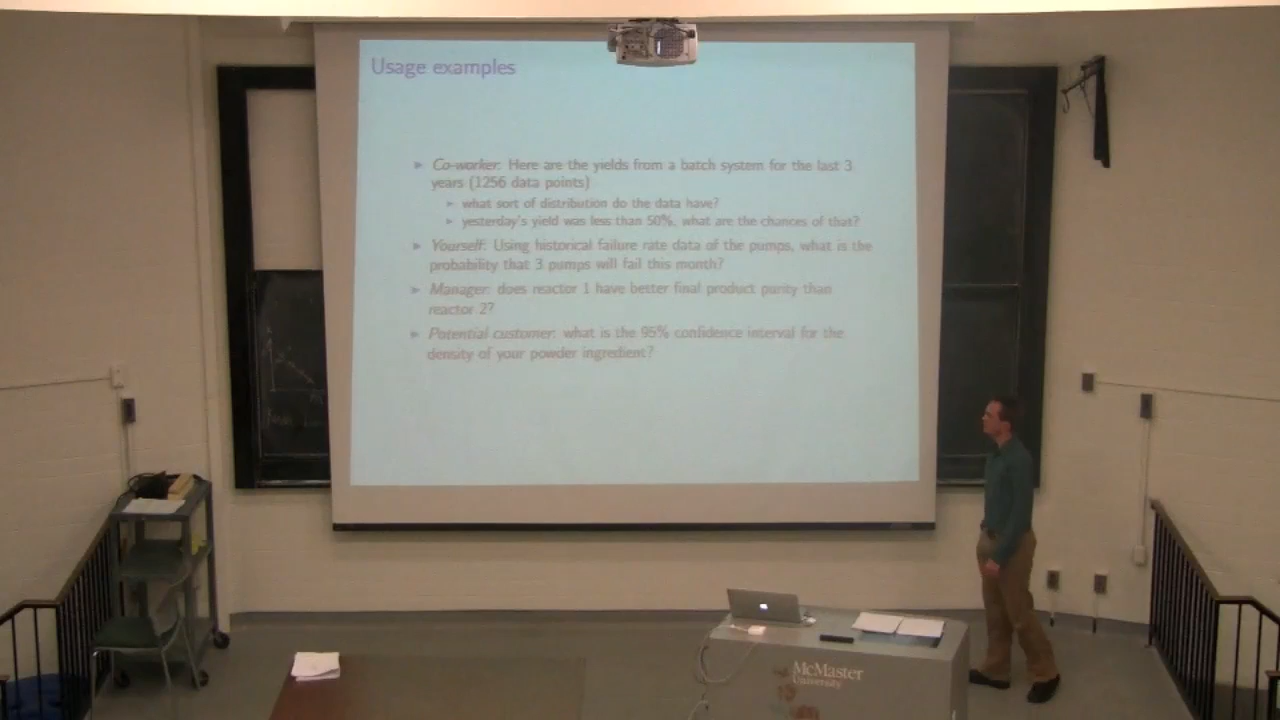 Usage examples
Co-worker: Here are the yields from a batch system for the last 3
years (1256 data points)
what sort of distribution do the data have?
yesterday's yield was less than 50%, what are the chances of that?
Yourself: Using historical failure rate data of the pumps, what is the
probability that 3 pumps will fail this month?
Manager: does reactor 1 have better final product purity than
reactor 2?
Potential customer: what is the 95% confidence interval for the
density of your powder ingredient?
McMaster
University